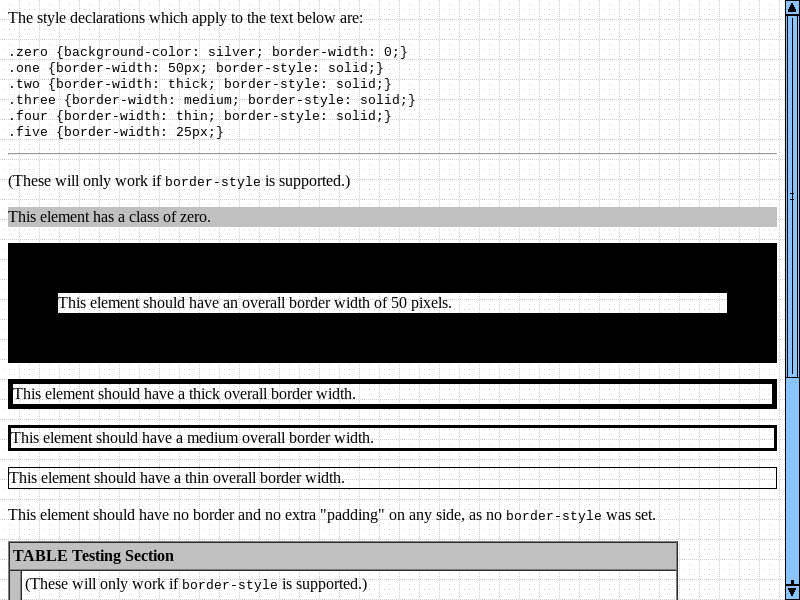 The style declarations which apply to the text below are:
.zero {background-color: silver; border-width: 0;}
.one {border-width: 50px; border-style: solid;}
.two {border-width: thick; border-style: solid;}
.three {border-width: medium; border-style: solid;}
.four {border-width: thin; border-style: solid;}
.five {border-width: 25px;}
(These will only work if border-style is supported.)
This element has a class of zero.
This element should have an overall border width of 50 pixels.
This element should have a thick overall border width.
This element should have a medium overall border width.
This element should have a thin overall border width.
This element should have no border and no extra "padding" on any side, as no border-style was set.
TABLE Testing Section
(These will only work if border-style is supported.)